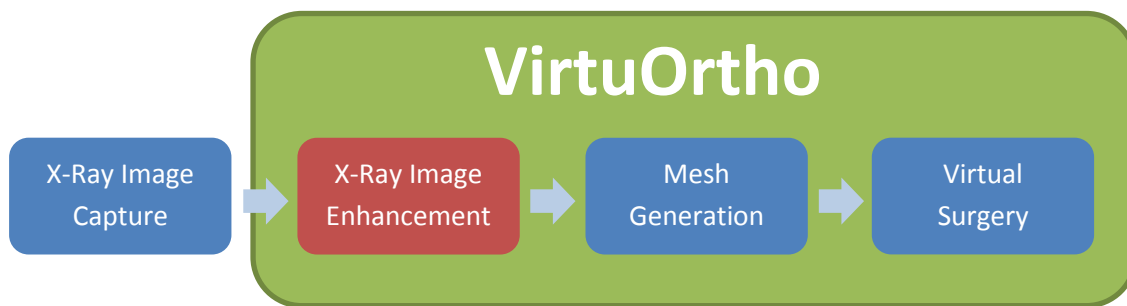 VirtuOrtho
X-Ray Image
Capture
X-Ray Image
Enhancement
Mesh
Generation
Virtual
Surgery